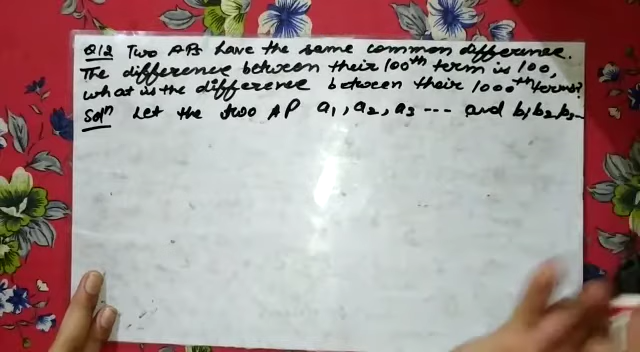 Q12 Two APs have the same common difference.
The difference between their 100th term is 100,
what is the difference between their 1000th terms?
Soln Let the two AP a1, a2, a3 --- and b1, b2, b3 --